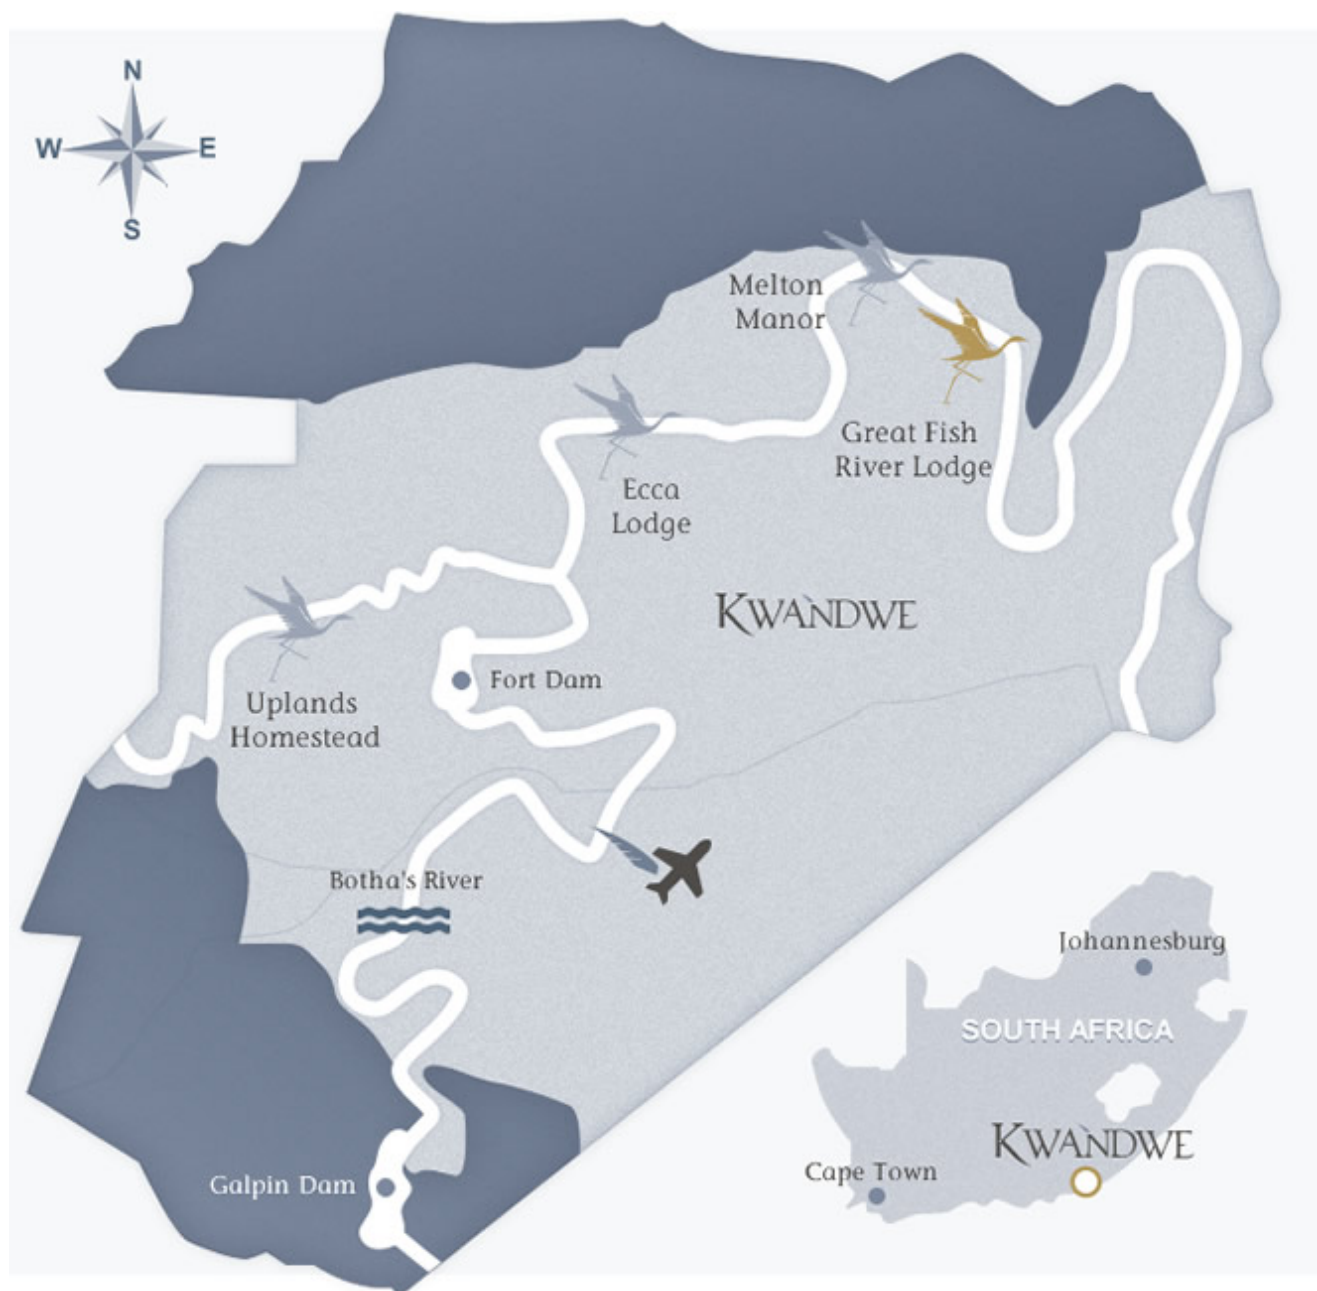 N
W
E
S
Melton
Manor
Great Fish
River Lodge
Ecca
Lodge
KWANDWE
Fort Dam
Uplands
Homestead
Botha's River
Johannesburg
SOUTH AFRICA
KWANDWE
Cape Town
Galpin Dam